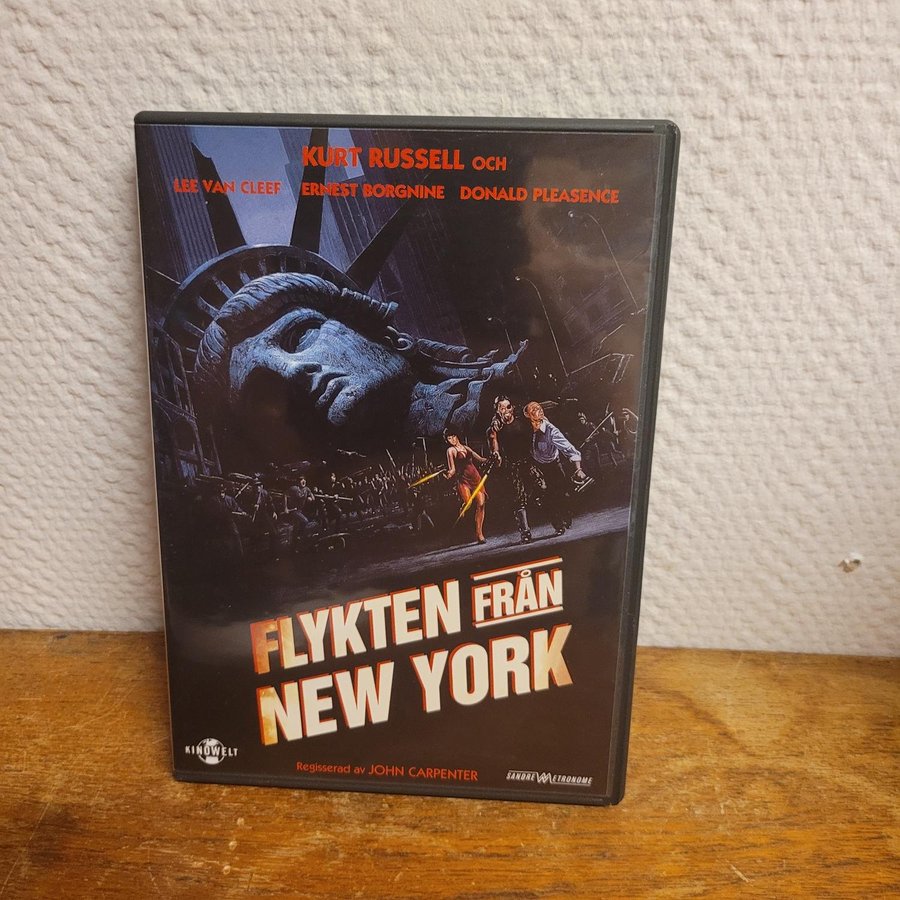 KURT RUSSELL OCH
LEE VAN CLEEF ERNEST BORGNINE DONALD PLEASENCE
FLYKTEN FRÅN
NEW YORK
KINOWELT
Regisserad av JOHN CARPENTER
SANDREW METRONOME